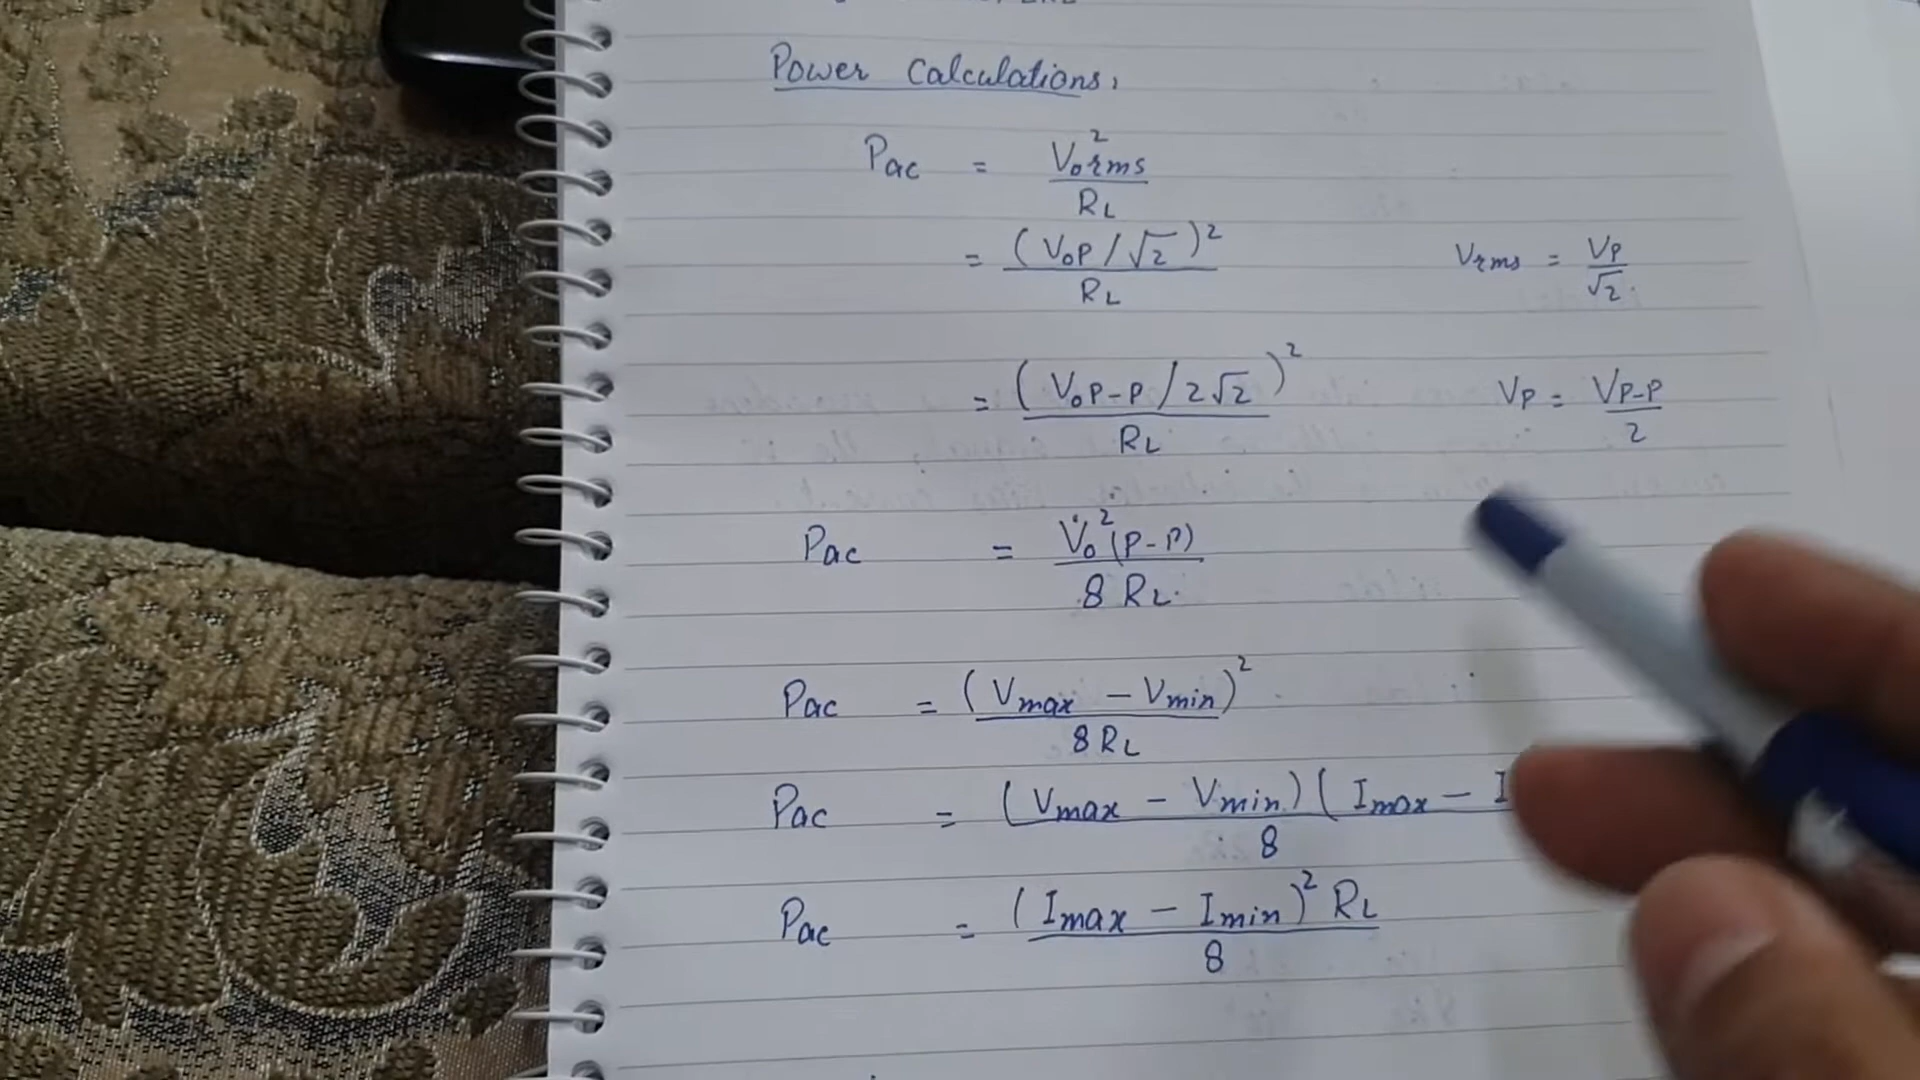 Power Calculations,
Pac = Vo²rms / RL
= (VoP/√2)² / RL
Vrms = VP / √2
= (VoP-P / 2√2)² / RL
VP = VP-P / 2
Pac = Vo²(P-P) / 8 RL.
Pac = (Vmax - Vmin)² / 8 RL
Pac = (Vmax - Vmin)(Imax - I / 8
Pac = (Imax - Imin)² RL / 8